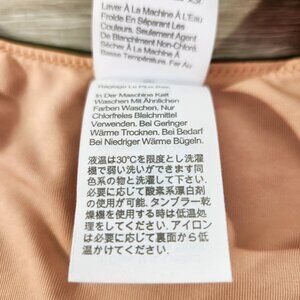 Laver À La Machine À L'Eau
Froide En Séparant Les
Couleurs. Seulement Agent
De Blanchiment Non-Chloré.
Sécher À La Machine À
Basse Température. Fer Au
Réglage Le Plus Bas.
In Der Maschine Kalt
Waschen Mit Ähnlichen
Farben Waschen. Nur
Chlorfreies Bleichmittel
Verwenden. Bei Geringer
Wärme Trocknen. Bei Bedarf
Bei Niedriger Wärme Bügeln.
液温は30℃を限度とし洗濯
機で弱い洗いができます同
色系の物と洗濯して下さい.
必要に応じて酸素系漂白剤
の使用が可能. タンブラー乾
燥機を使用する時は低温処
理をしてください. アイロン
は必要に応じて裏面から低
温かけてください.